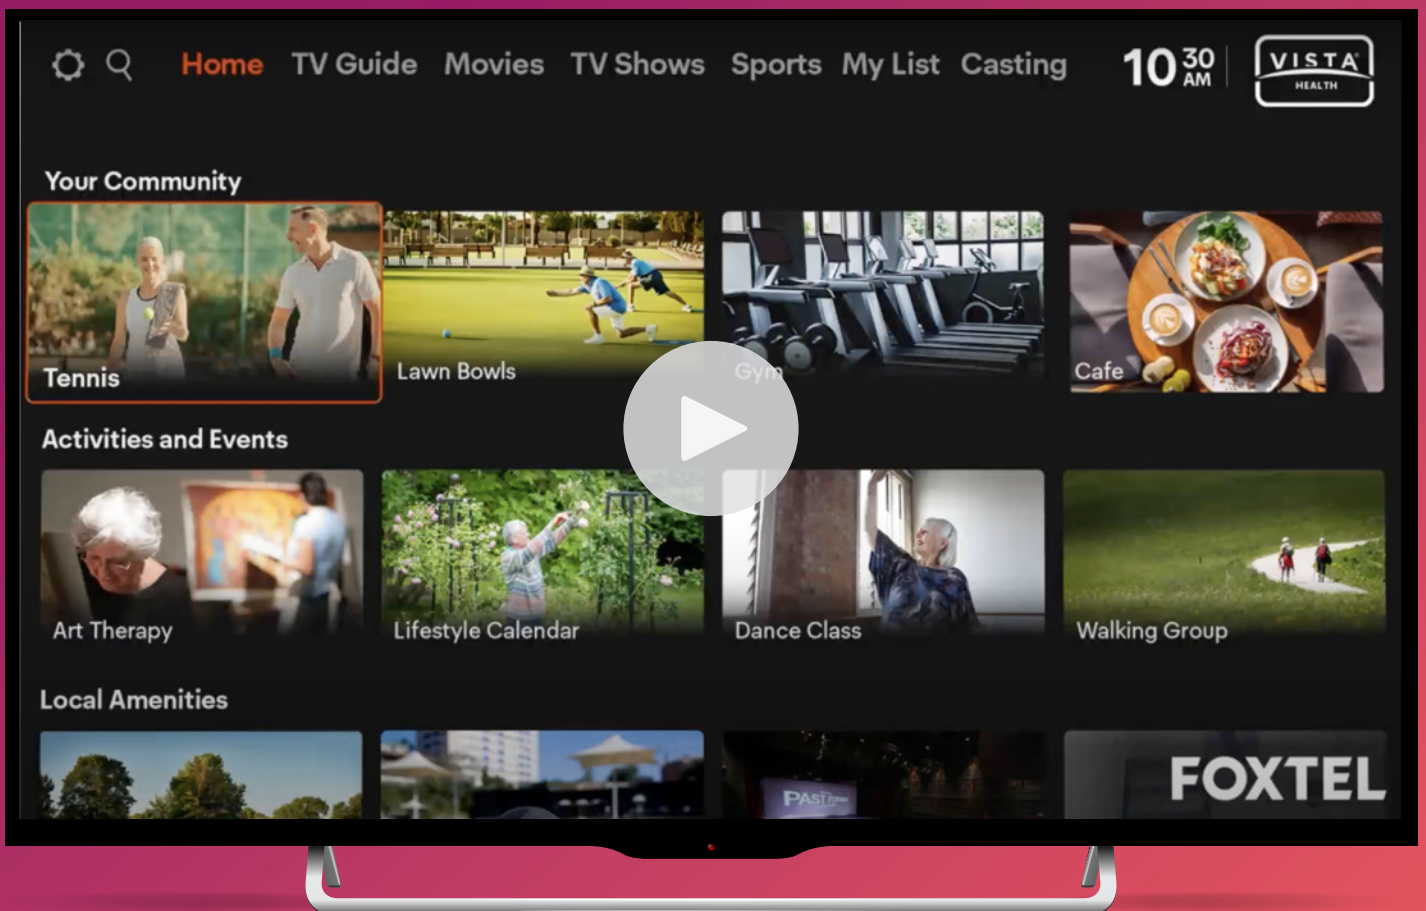 Home TV Guide Movies TV Shows Sports My List Casting
10 30 AM
VISTA
HEALTH
Your Community
Tennis
Lawn Bowls
Gym
Cafe
Activities and Events
Art Therapy
Lifestyle Calendar
Dance Class
Walking Group
Local Amenities
PAST
FOXTEL